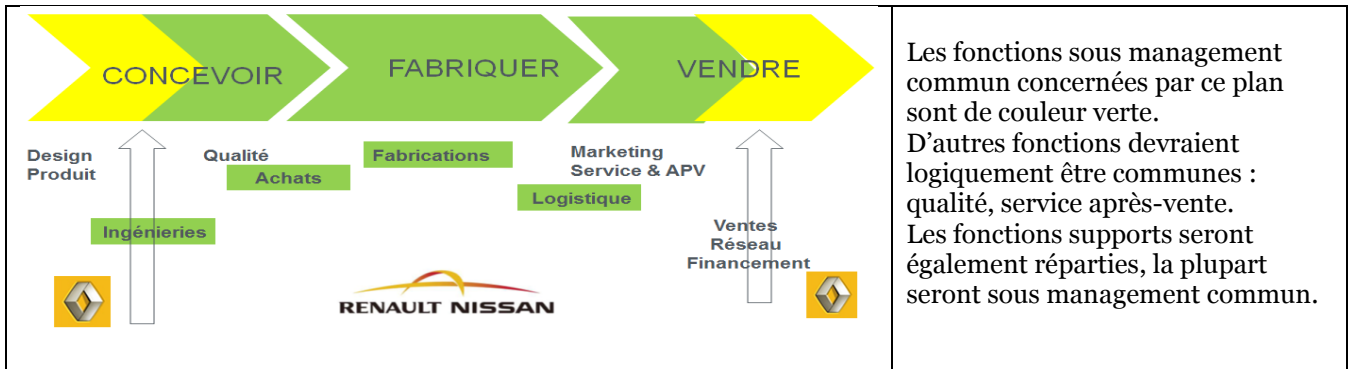 CONCEVOIR
FABRIQUER
VENDRE
Design
Produit
Qualité
Achats
Fabrications
Marketing
Service & APV
Logistique
Ingénieries
Ventes
Réseau
Financement
RENAULT NISSAN
Les fonctions sous management
commun concernées par ce plan
sont de couleur verte.
D'autres fonctions devraient
logiquement être communes :
qualité, service après-vente.
Les fonctions supports seront
également réparties, la plupart
seront sous management commun.